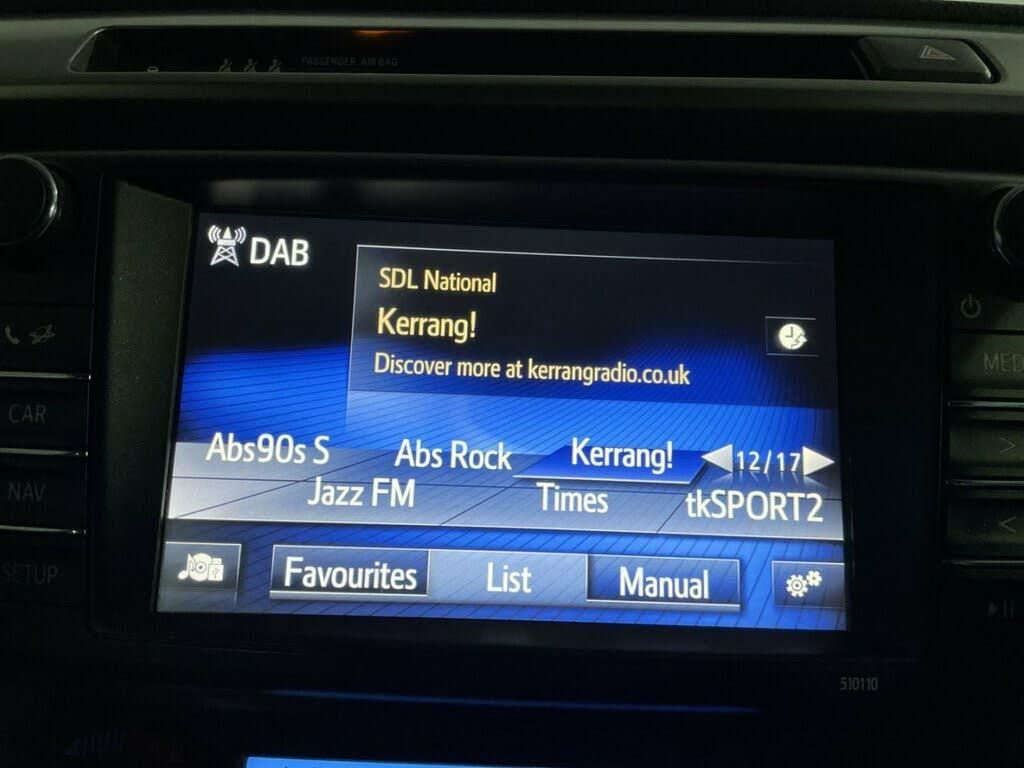 PASSENGER AIR BAG
DAB
SDL National
Kerrang!
Discover more at kerrangradio.co.uk
Abs90s S Abs Rock Kerrang! 12/17
Jazz FM Times tkSPORT2
Favourites List Manual
CAR
NAV
SETUP
MED
510110